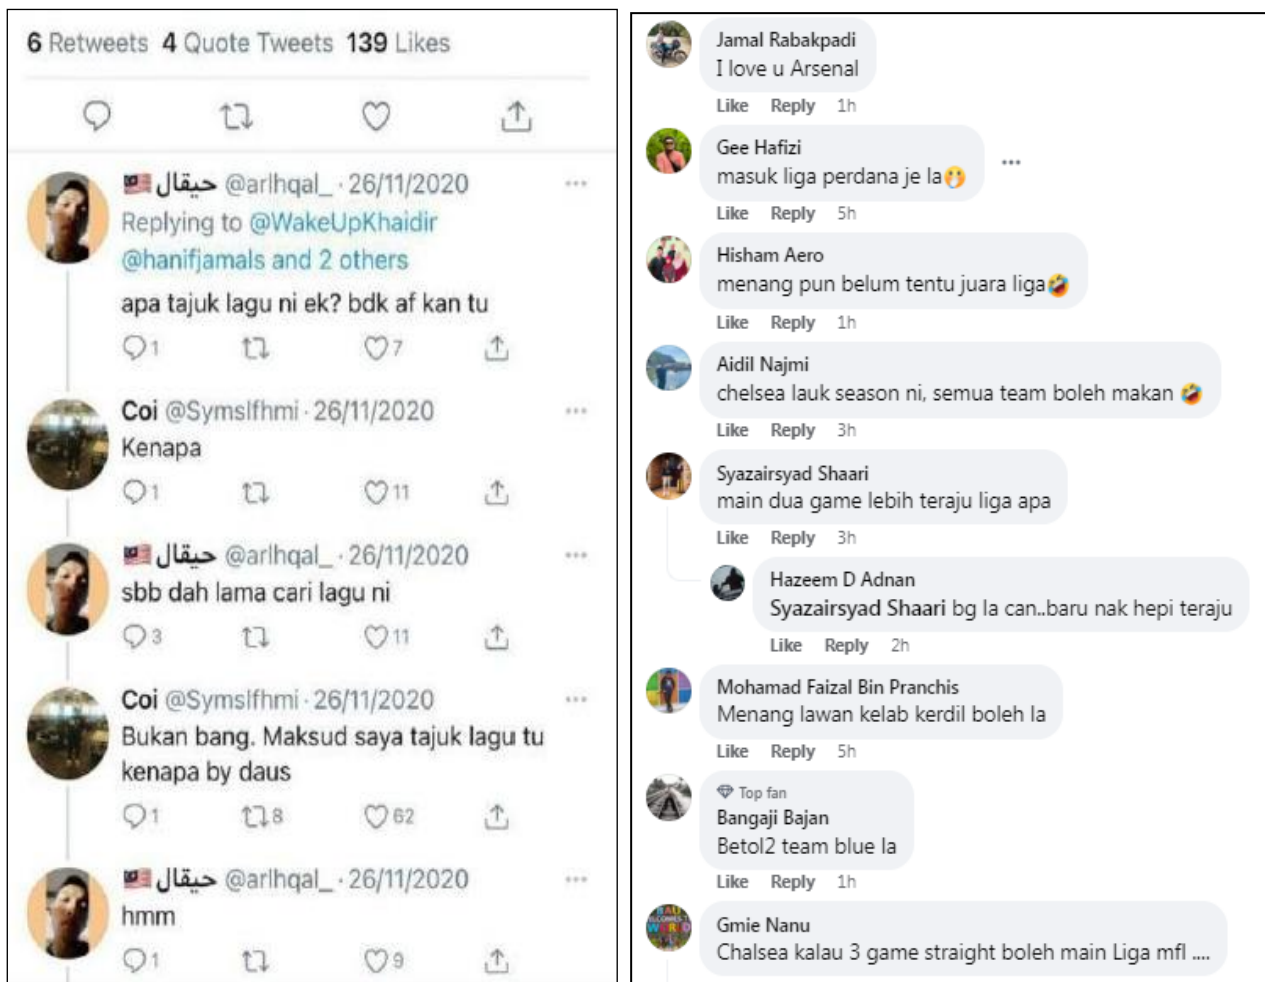 6 Retweets 4 Quote Tweets 139 Likes
حيقال @arlhqal_ · 26/11/2020
Replying to @WakeUpKhaidir
@hanifjamals and 2 others
apa tajuk lagu ni ek? bdk af kan tu
1 7
Coi @Symslfhmi · 26/11/2020
Kenapa
1 11
حيقال @arlhqal_ · 26/11/2020
sbb dah lama cari lagu ni
3 11
Coi @Symslfhmi · 26/11/2020
Bukan bang. Maksud saya tajuk lagu tu
kenapa by daus
1 8 62
حيقال @arlhqal_ · 26/11/2020
hmm
1 9
Jamal Rabakpadi
I love u Arsenal
Like Reply 1h
Gee Hafizi
masuk liga perdana je la
Like Reply 5h
Hisham Aero
menang pun belum tentu juara liga
Like Reply 1h
Aidil Najmi
chelsea lauk season ni, semua team boleh makan
Like Reply 3h
Syazairsyad Shaari
main dua game lebih teraju liga apa
Like Reply 3h
Hazeem D Adnan
Syazairsyad Shaari bg la can..baru nak hepi teraju
Like Reply 2h
Mohamad Faizal Bin Pranchis
Menang lawan kelab kerdil boleh la
Like Reply 5h
Top fan
Bangaji Bajan
Betol2 team blue la
Like Reply 1h
Gmie Nanu
Chalsea kalau 3 game straight boleh main Liga mfl ....